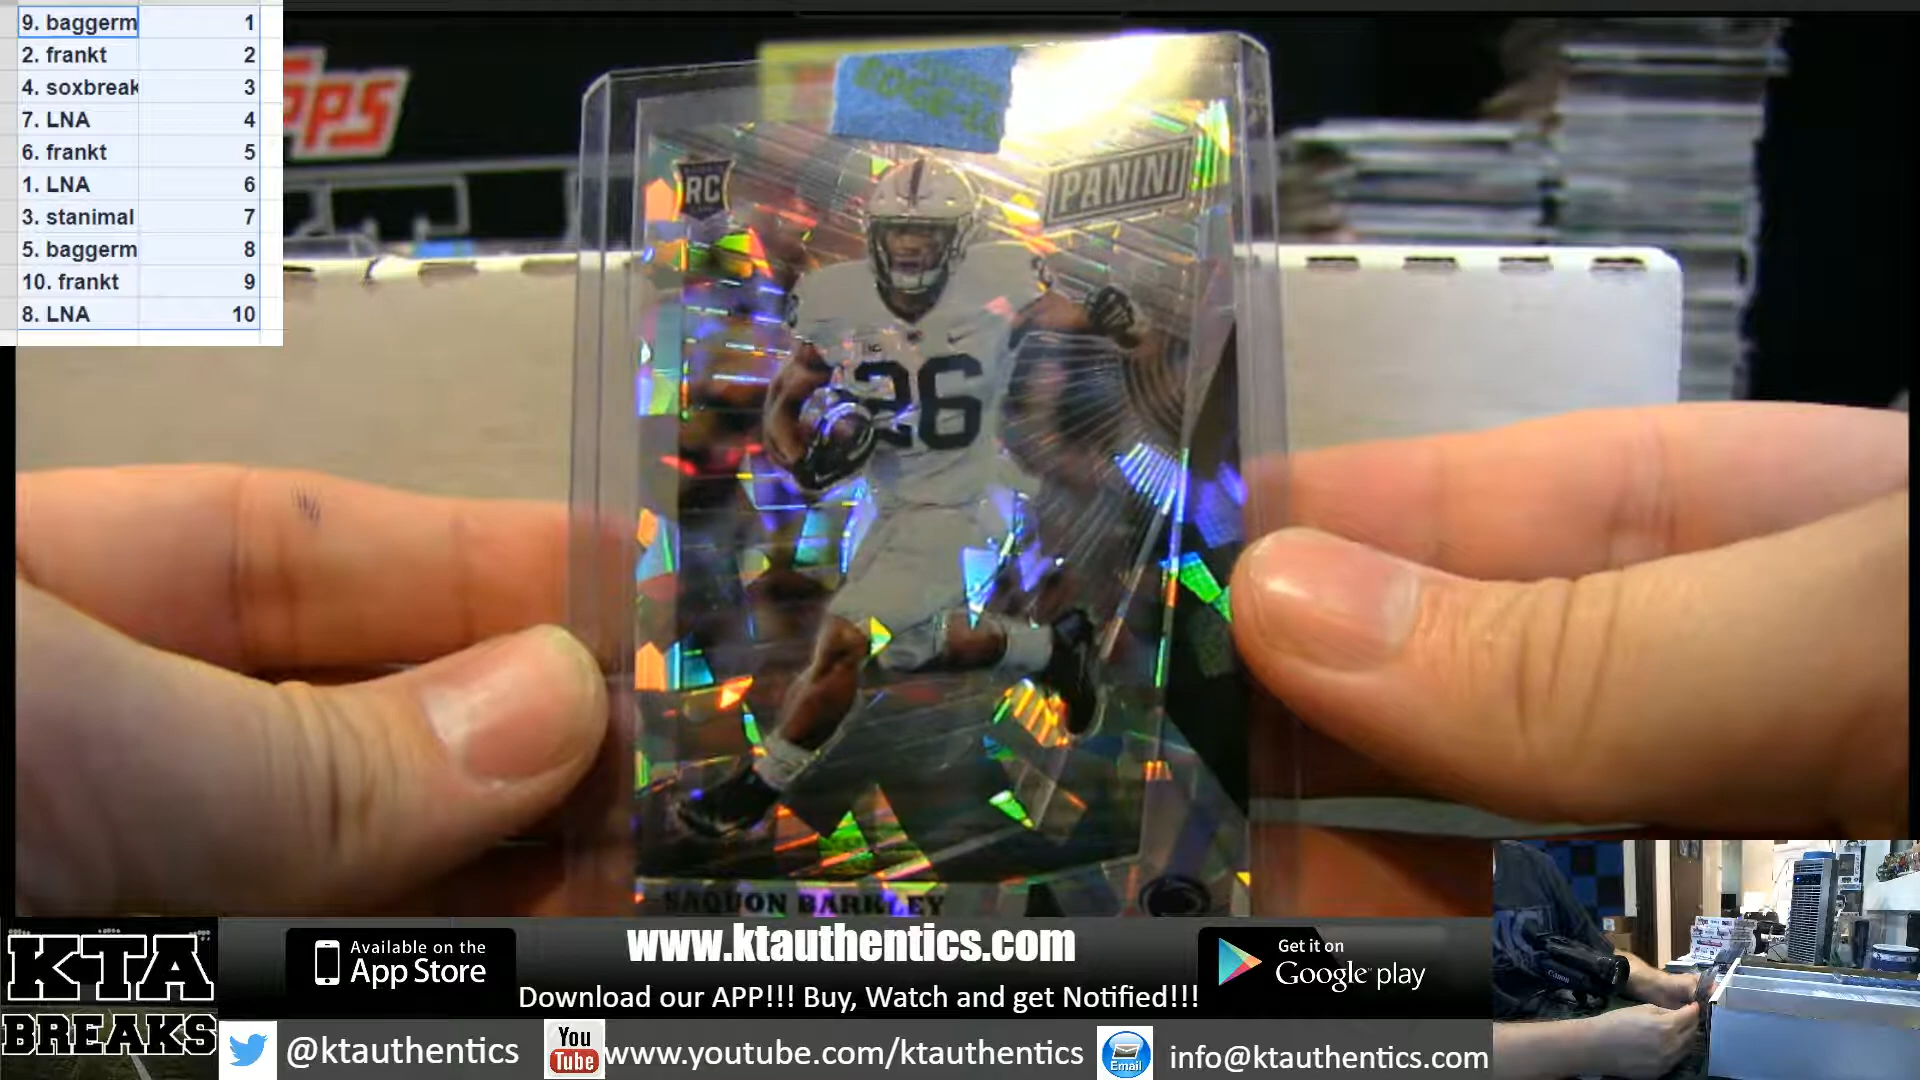 9. baggerm 1
2. frankt 2
4. soxbreak 3
7. LNA 4
6. frankt 5
1. LNA 6
3. stanimal 7
5. baggerm 8
10. frankt 9
8. LNA 10
PPS
RC
PANINI
26
SAQUON BARKLEY
KTA
BREAKS
Available on the
App Store
www.ktauthentics.com
Download our APP!!! Buy, Watch and get Notified!!!
Get it on
Google play
@ktauthentics
You
Tube
www.youtube.com/ktauthentics
Email
info@ktauthentics.com
Canon